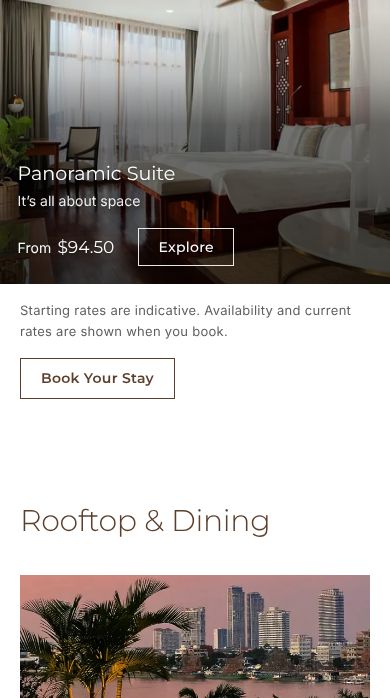 Panoramic Suite
It's all about space
From $94.50 Explore
Starting rates are indicative. Availability and current
rates are shown when you book.
Book Your Stay
Rooftop & Dining